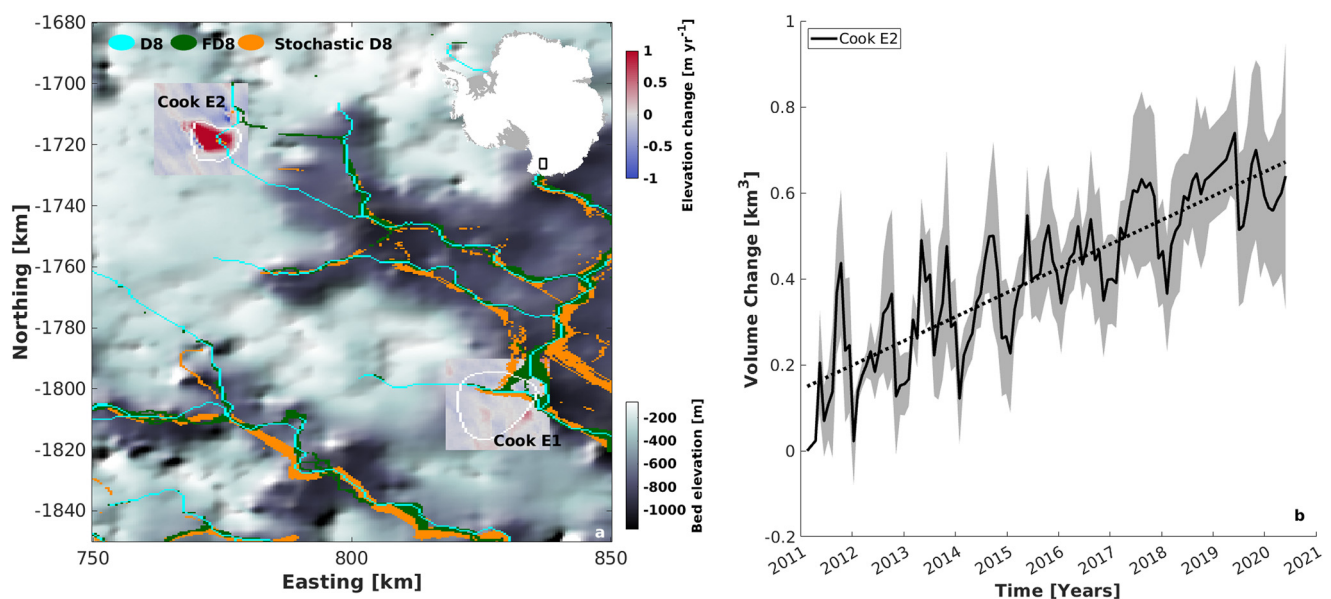 -1680
-1700
-1720
-1740
-1760
-1780
-1800
-1820
-1840
Northing [km]
D8 FD8 Stochastic D8
Cook E2
Cook E1
a
750 800 850
Easting [km]
1
0.5
0
-0.5
-1
Elevation change [m yr-1]
-200
-400
-600
-800
-1000
Bed elevation [m]
1
0.8
0.6
0.4
0.2
0
-0.2
Volume Change [km3]
Cook E2
b
2011 2012 2013 2014 2015 2016 2017 2018 2019 2020 2021
Time [Years]